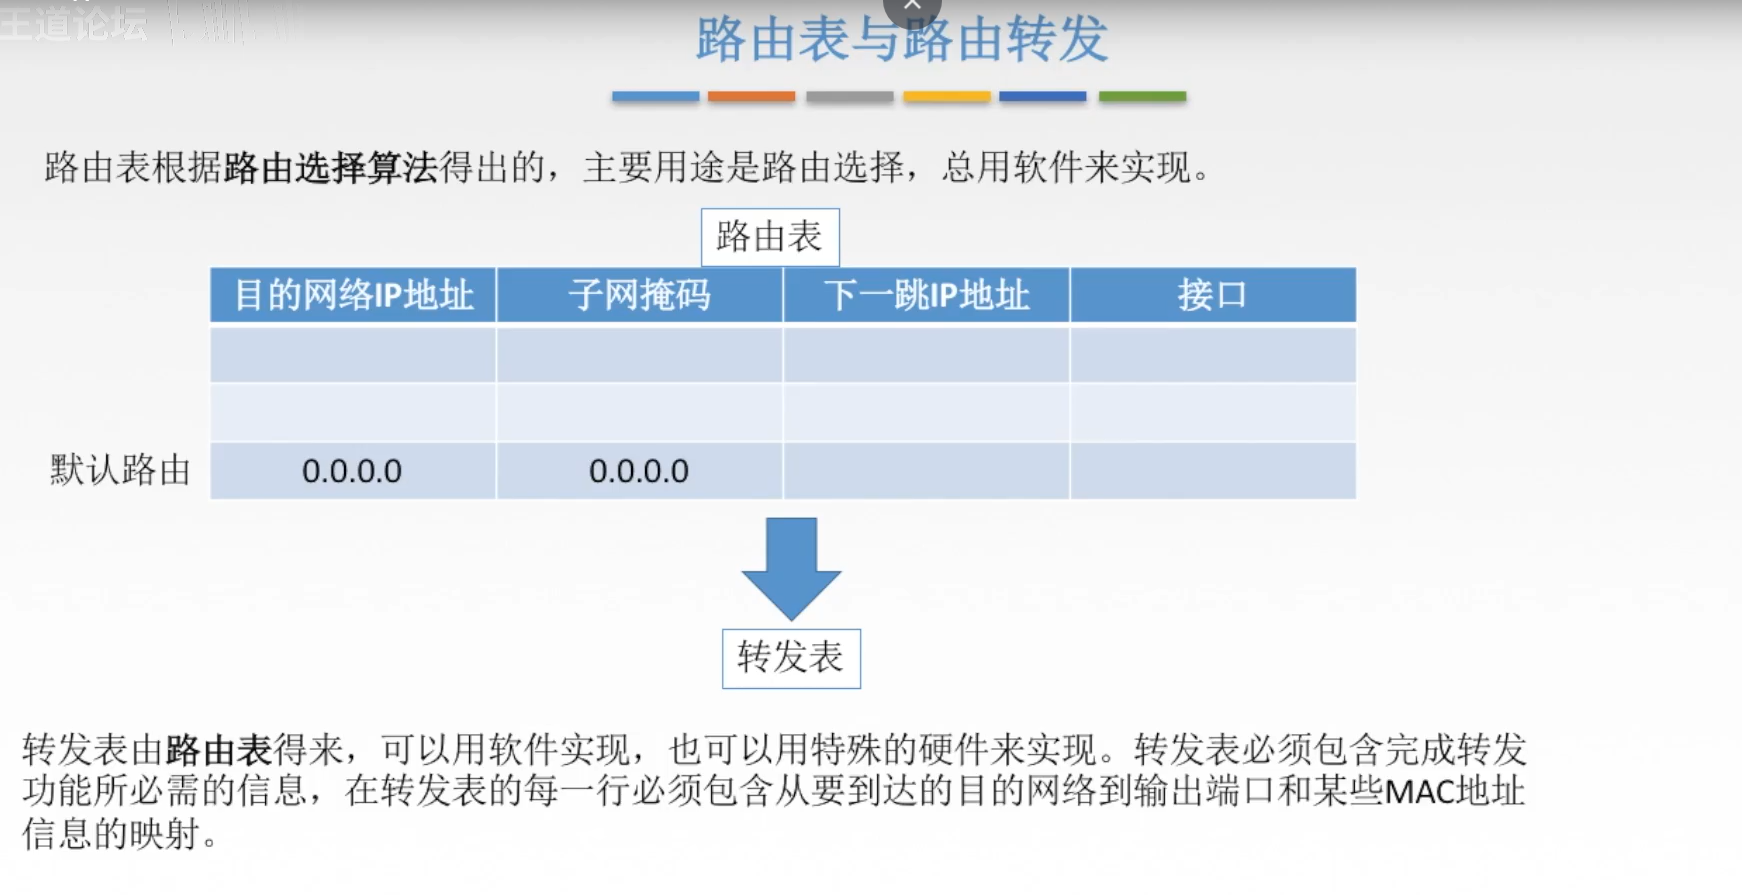 王道论坛
路由表与路由转发
路由表根据路由选择算法得出的，主要用途是路由选择，总用软件来实现。
路由表
目的网络IP地址 子网掩码 下一跳IP地址 接口
默认路由 0.0.0.0 0.0.0.0
转发表
转发表由路由表得来，可以用软件实现，也可以用特殊的硬件来实现。转发表必须包含完成转发
功能所必需的信息，在转发表的每一行必须包含从要到达的目的网络到输出端口和某些MAC地址
信息的映射。